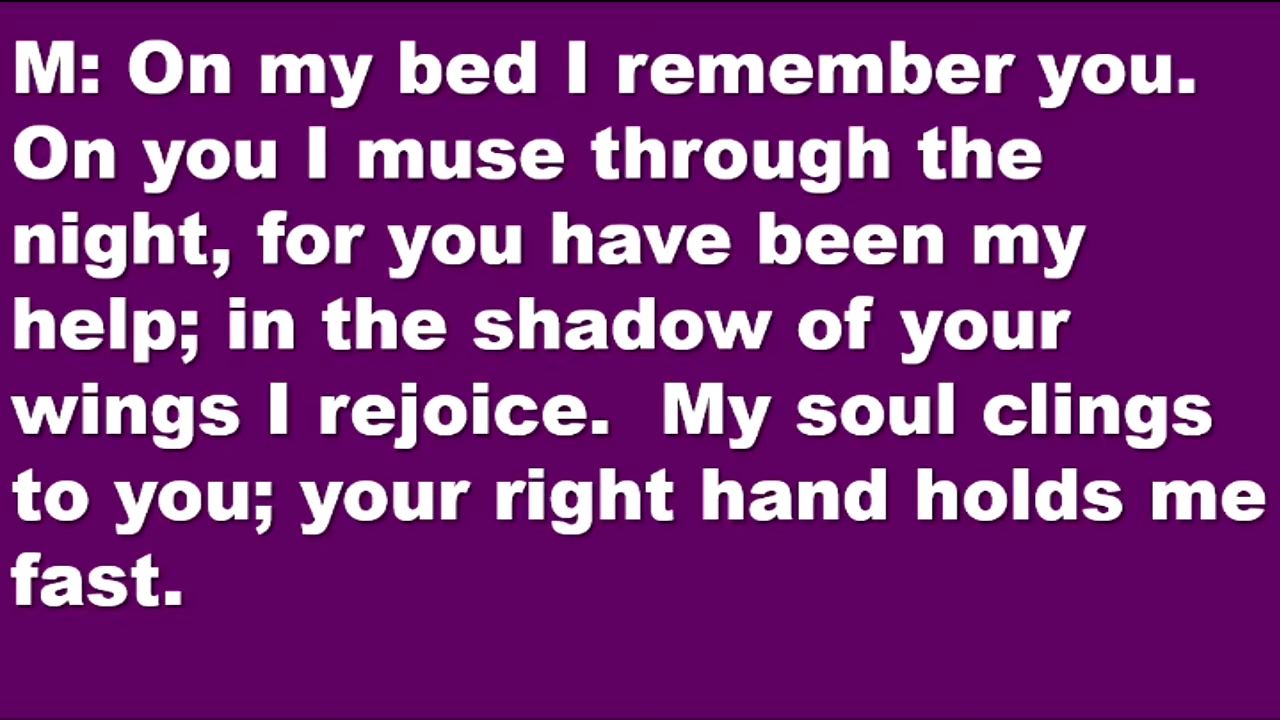 M: On my bed I remember you.
On you I muse through the
night, for you have been my
help; in the shadow of your
wings I rejoice.  My soul clings
to you; your right hand holds me
fast.